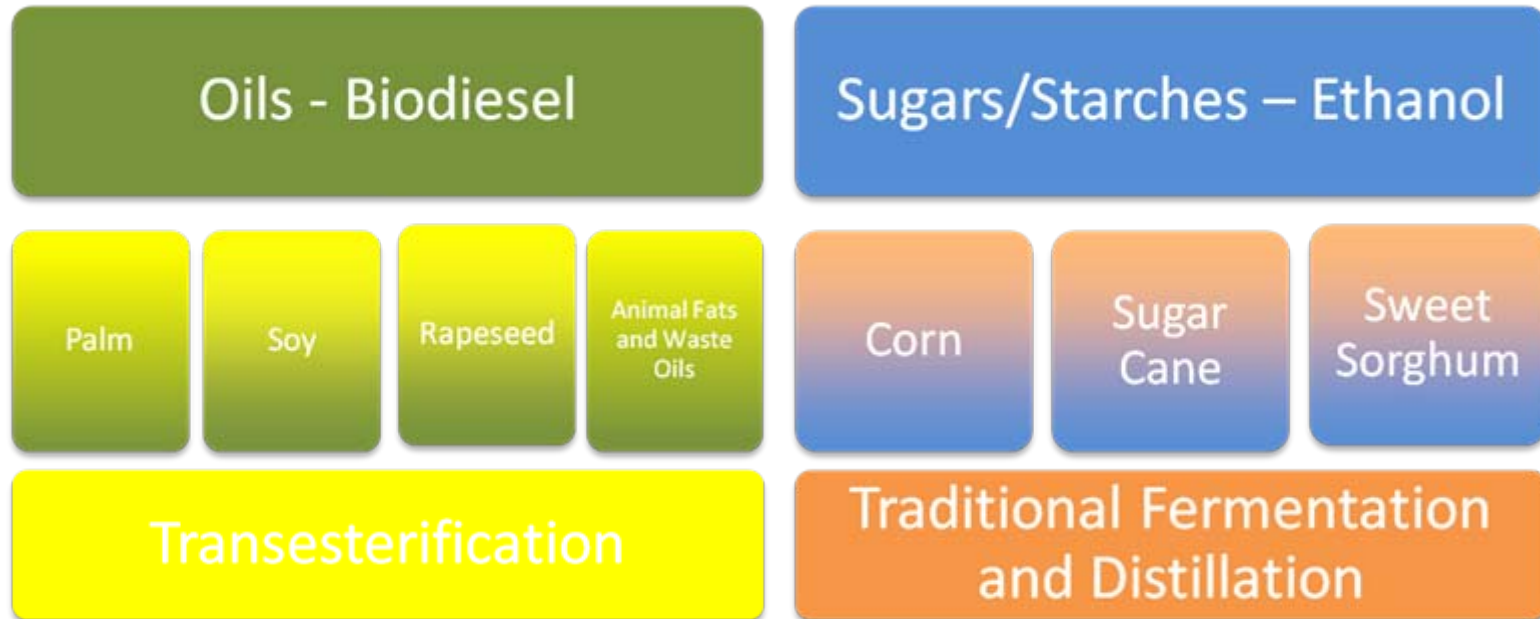 Oils - Biodiesel
Sugars/Starches – Ethanol
Palm
Soy
Rapeseed
Animal Fats
and Waste
Oils
Corn
Sugar
Cane
Sweet
Sorghum
Transesterification
Traditional Fermentation
and Distillation